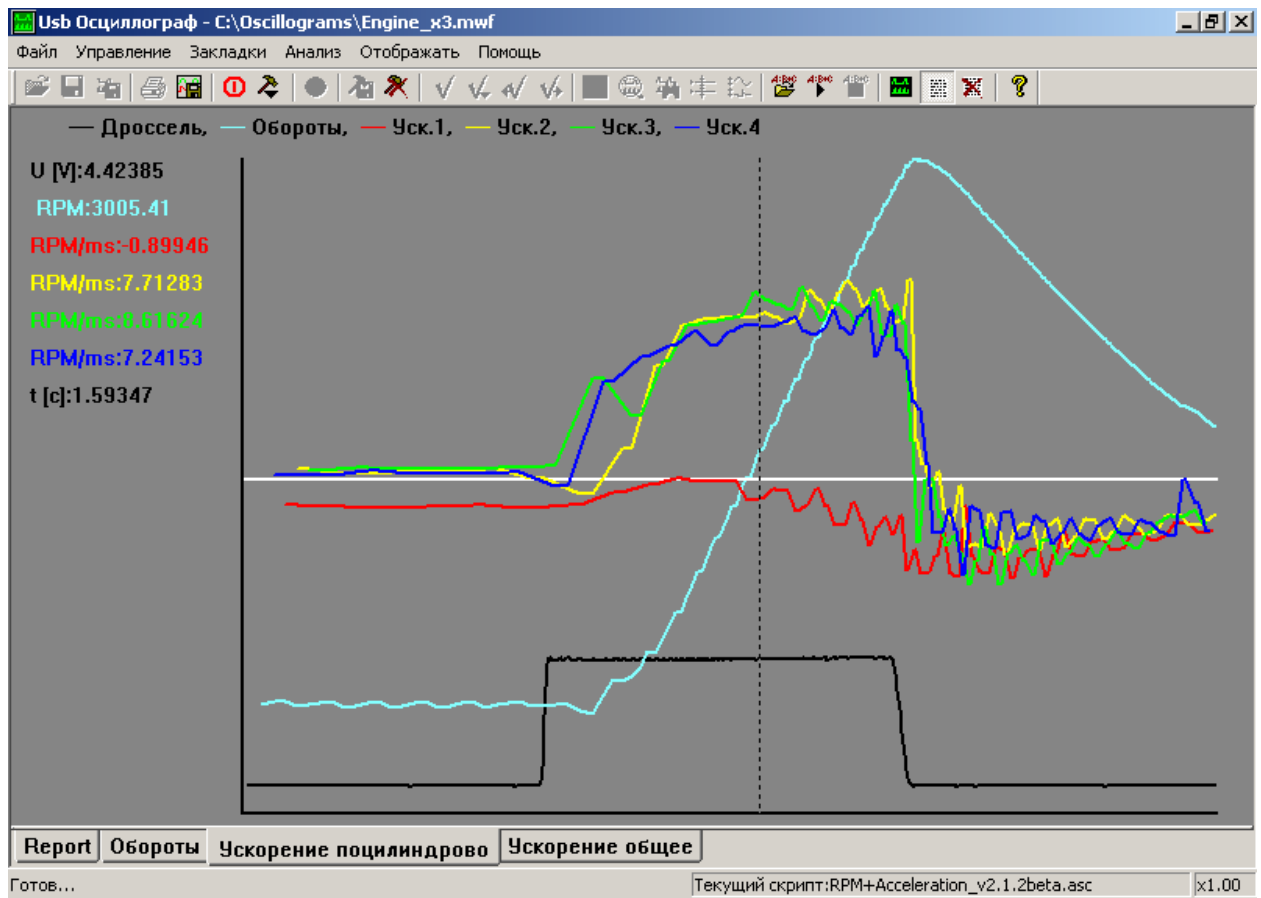 Usb Осциллограф - C:\Oscillograms\Engine_x3.mwf
Файл Управление Закладки Анализ Отображать Помощь
— Дроссель, — Обороты, — Уск.1, — Уск.2, — Уск.3, — Уск.4
U [V]:4.42385
RPM:3005.41
RPM/ms:-0.89946
RPM/ms:7.71283
RPM/ms:8.61624
RPM/ms:7.24153
t [c]:1.59347
Report Обороты Ускорение поцилиндрово Ускорение общее
Готов... Текущий скрипт:RPM+Acceleration_v2.1.2beta.asc x1.00